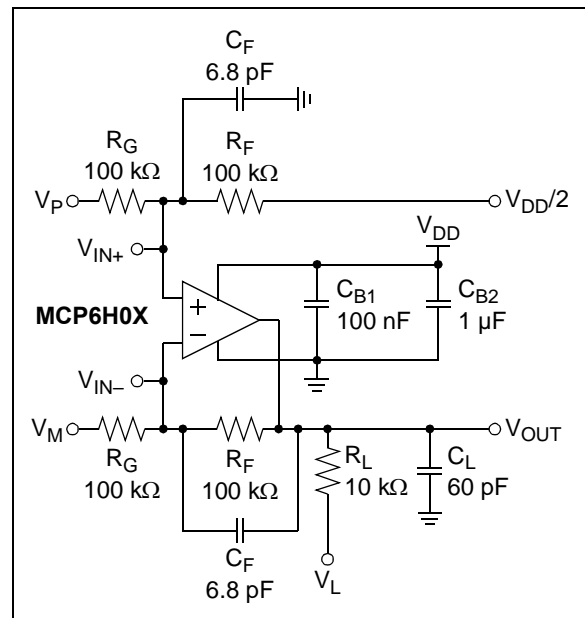 C_F
6.8 pF
R_G
100 kΩ
R_F
100 kΩ
V_P
V_DD/2
V_DD
V_IN+
MCP6H0X
+
−
C_B1
100 nF
C_B2
1 µF
V_IN−
V_M
V_OUT
R_G
100 kΩ
R_F
100 kΩ
R_L
10 kΩ
C_L
60 pF
C_F
6.8 pF
V_L